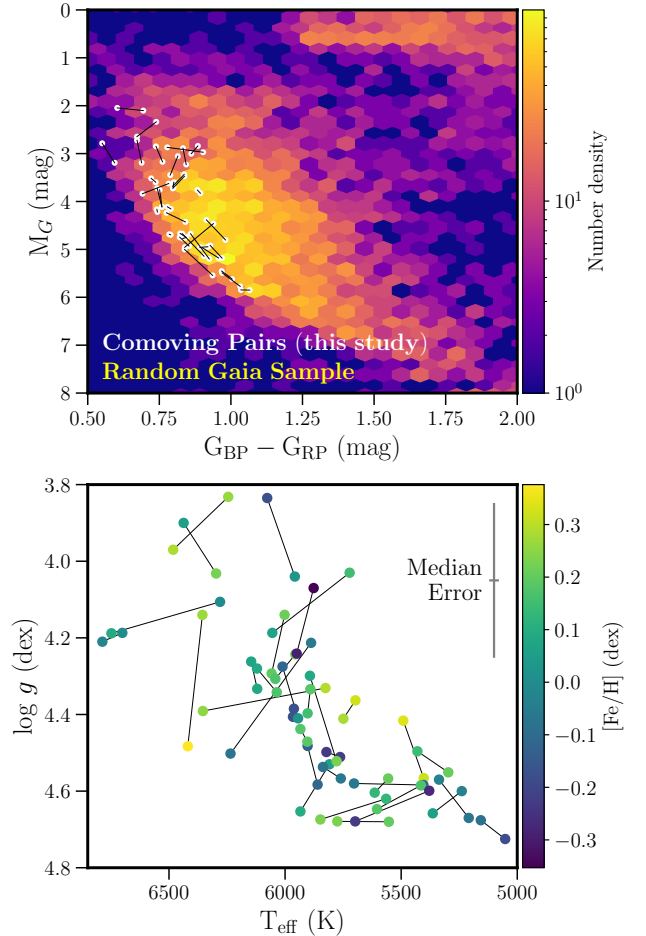 0
1
2
3
4
5
6
7
8
M_G (mag)
Comoving Pairs (this study)
Random Gaia Sample
0.50 0.75 1.00 1.25 1.50 1.75 2.00
G_BP − G_RP (mag)
10^1
10^0
Number density
3.8
4.0
4.2
4.4
4.6
4.8
log g (dex)
Median
Error
6500 6000 5500 5000
T_eff (K)
0.3
0.2
0.1
0.0
−0.1
−0.2
−0.3
[Fe/H] (dex)